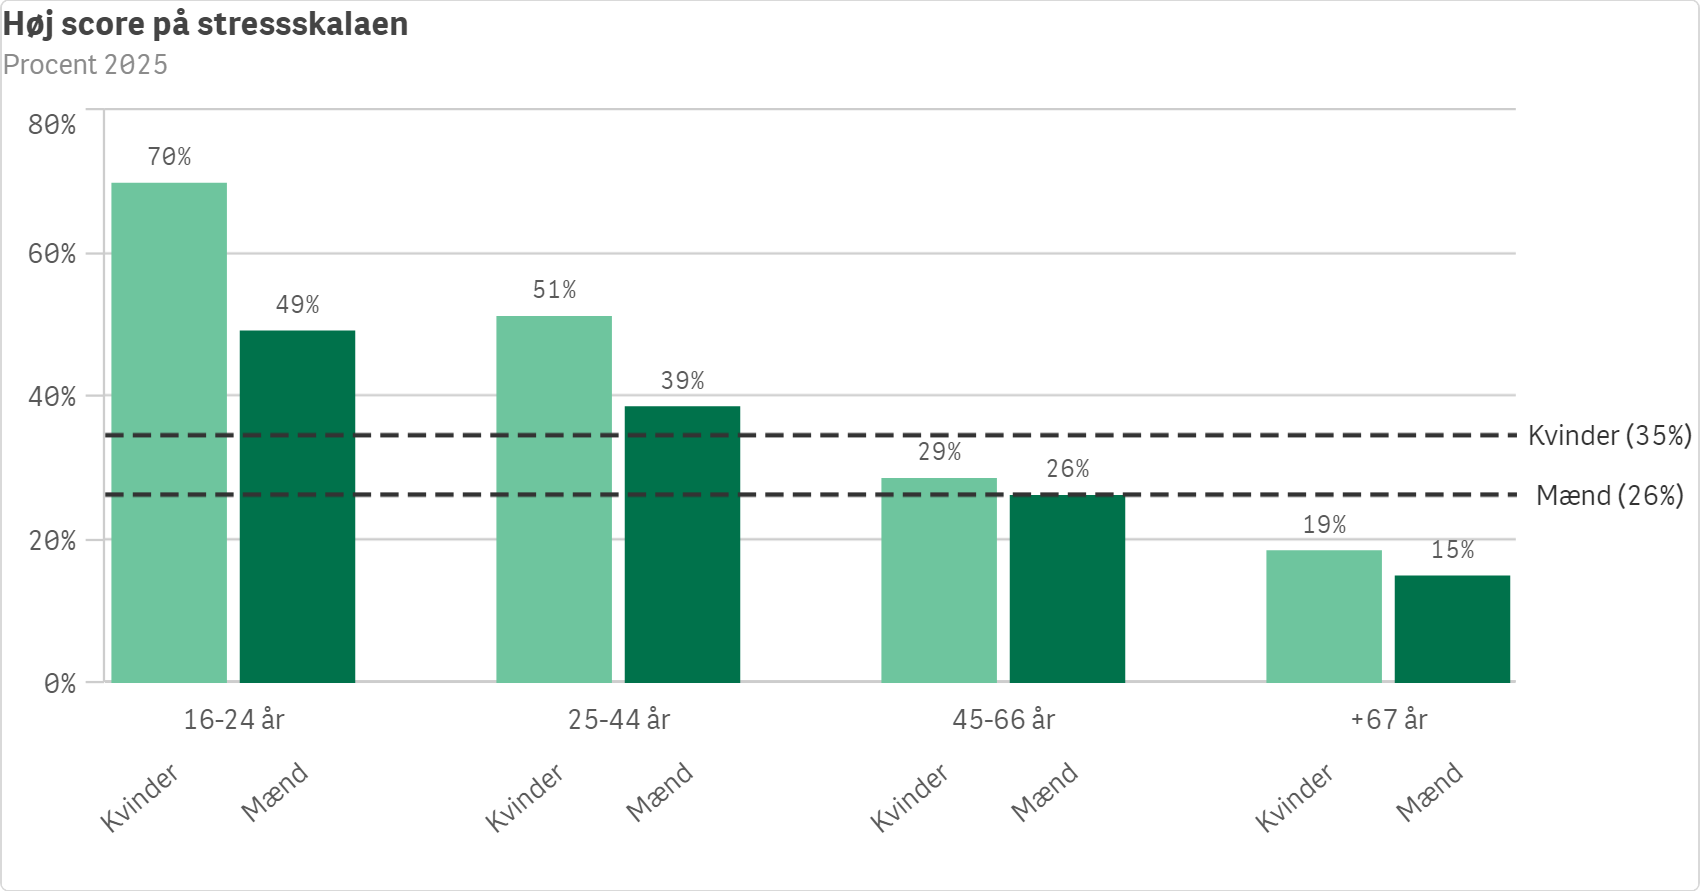 Høj score på stressskalaen
Procent 2025
80%
70%
60%
51%
49%
40%
39%
Kvinder (35%)
29%
26%
Mænd (26%)
20%
19%
15%
0%
16-24 år
25-44 år
45-66 år
+67 år
Kvinder
Mænd
Kvinder
Mænd
Kvinder
Mænd
Kvinder
Mænd